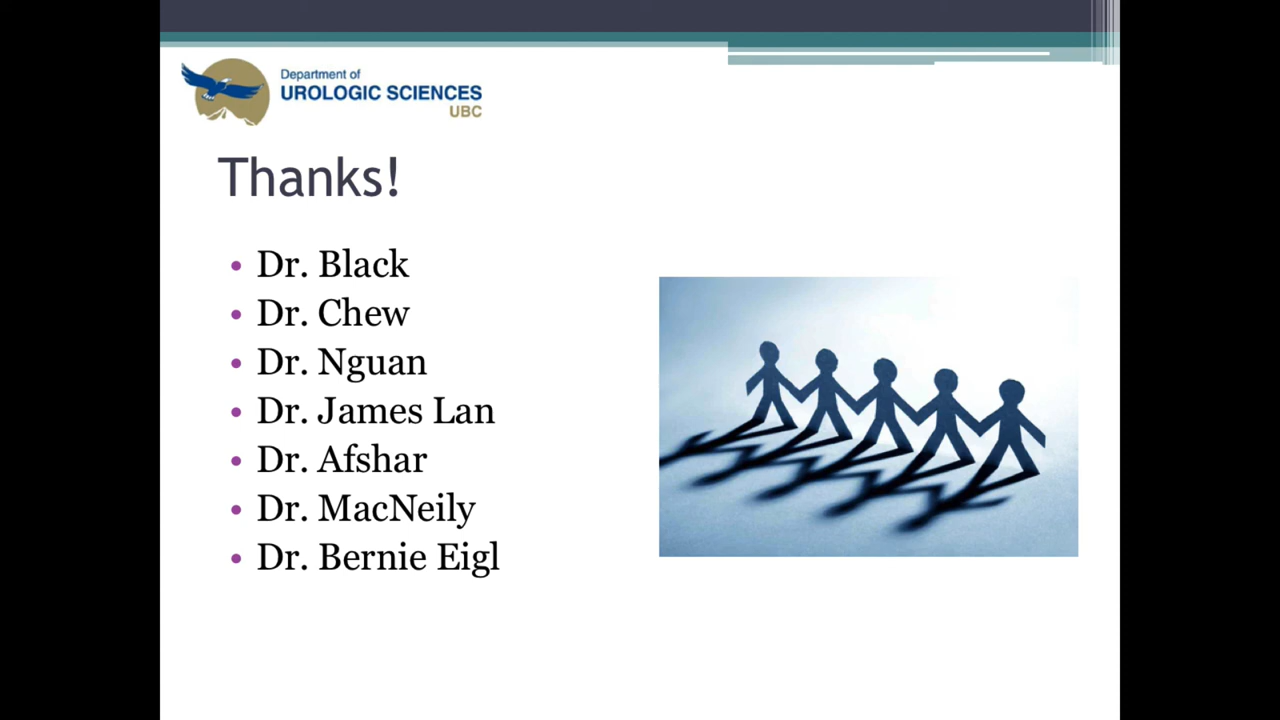 Department of
UROLOGIC SCIENCES
UBC
Thanks!
• Dr. Black
• Dr. Chew
• Dr. Nguan
• Dr. James Lan
• Dr. Afshar
• Dr. MacNeily
• Dr. Bernie Eigl